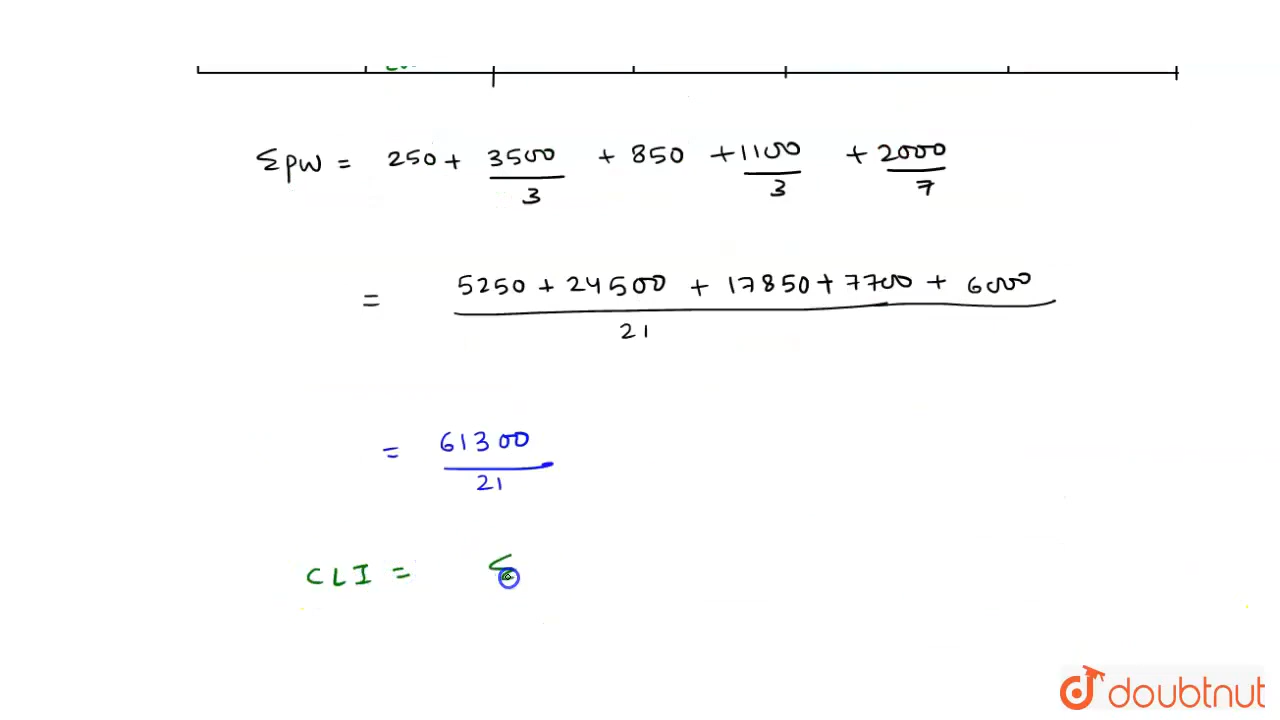 ΣPW = 250 + 3500/3 + 850 + 1100/3 + 2000/7
= 5250 + 24500 + 17850 + 7700 + 6000 / 21
= 61300/21
CLI = Σ
doubtnut